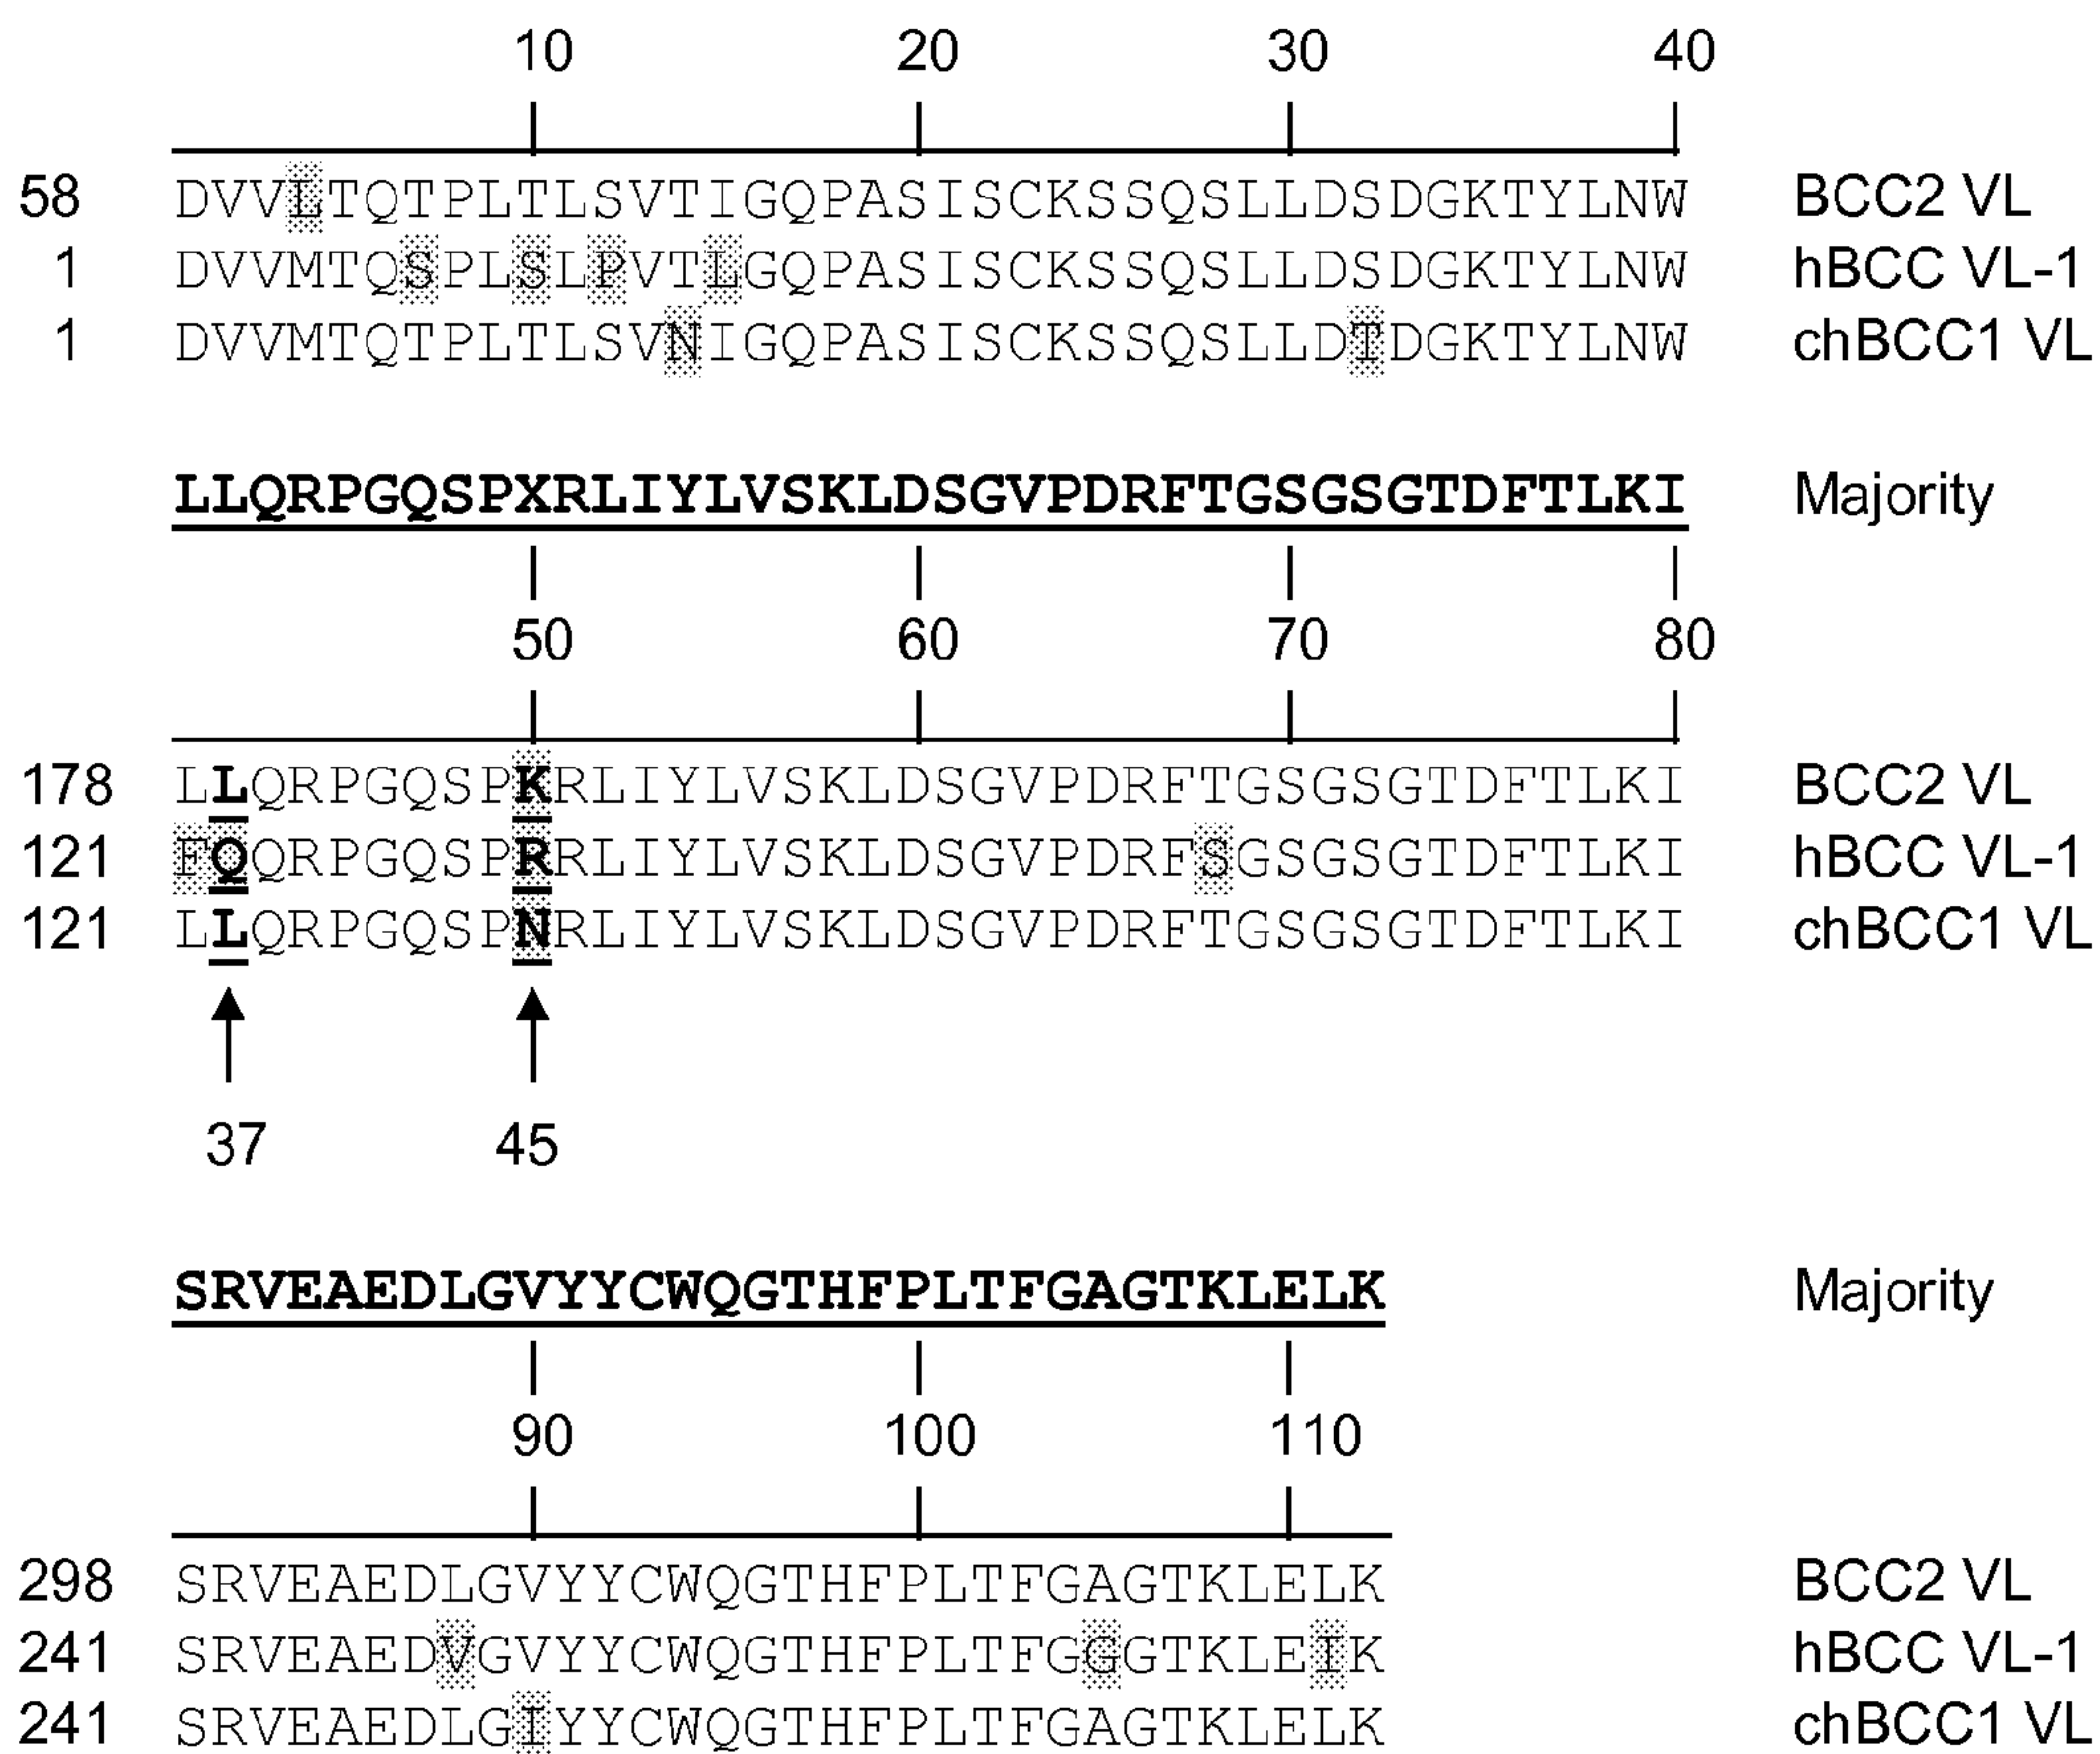 10 20 30 40
58 DVVLTQTPLTLSVTIGQPASISCKSSQSLLDSDGKTYLNW BCC2 VL
1 DVVMTQSPLSLPVTLGQPASISCKSSQSLLDSDGKTYLNW hBCC VL-1
1 DVVMTQTPLTLSVNIGQPASISCKSSQSLLDTDGKTYLNW chBCC1 VL
LLQRPGQSPXRLIYLVSKLDSGVPDRFTGSGSGTDFTLKI Majority
50 60 70 80
178 LLQRPGQSPKRLIYLVSKLDSGVPDRFTGSGSGTDFTLKI BCC2 VL
121 FQQRPGQSPRRLIYLVSKLDSGVPDRFSGSGSGTDFTLKI hBCC VL-1
121 LLQRPGQSPNRLIYLVSKLDSGVPDRFTGSGSGTDFTLKI chBCC1 VL
37 45
SRVEAEDLGVYYCWQGTHFPLTFGAGTKLELK Majority
90 100 110
298 SRVEAEDLGVYYCWQGTHFPLTFGAGTKLELK BCC2 VL
241 SRVEAEDVGVYYCWQGTHFPLTFGGGTKLEIK hBCC VL-1
241 SRVEAEDLGIYYCWQGTHFPLTFGAGTKLELK chBCC1 VL